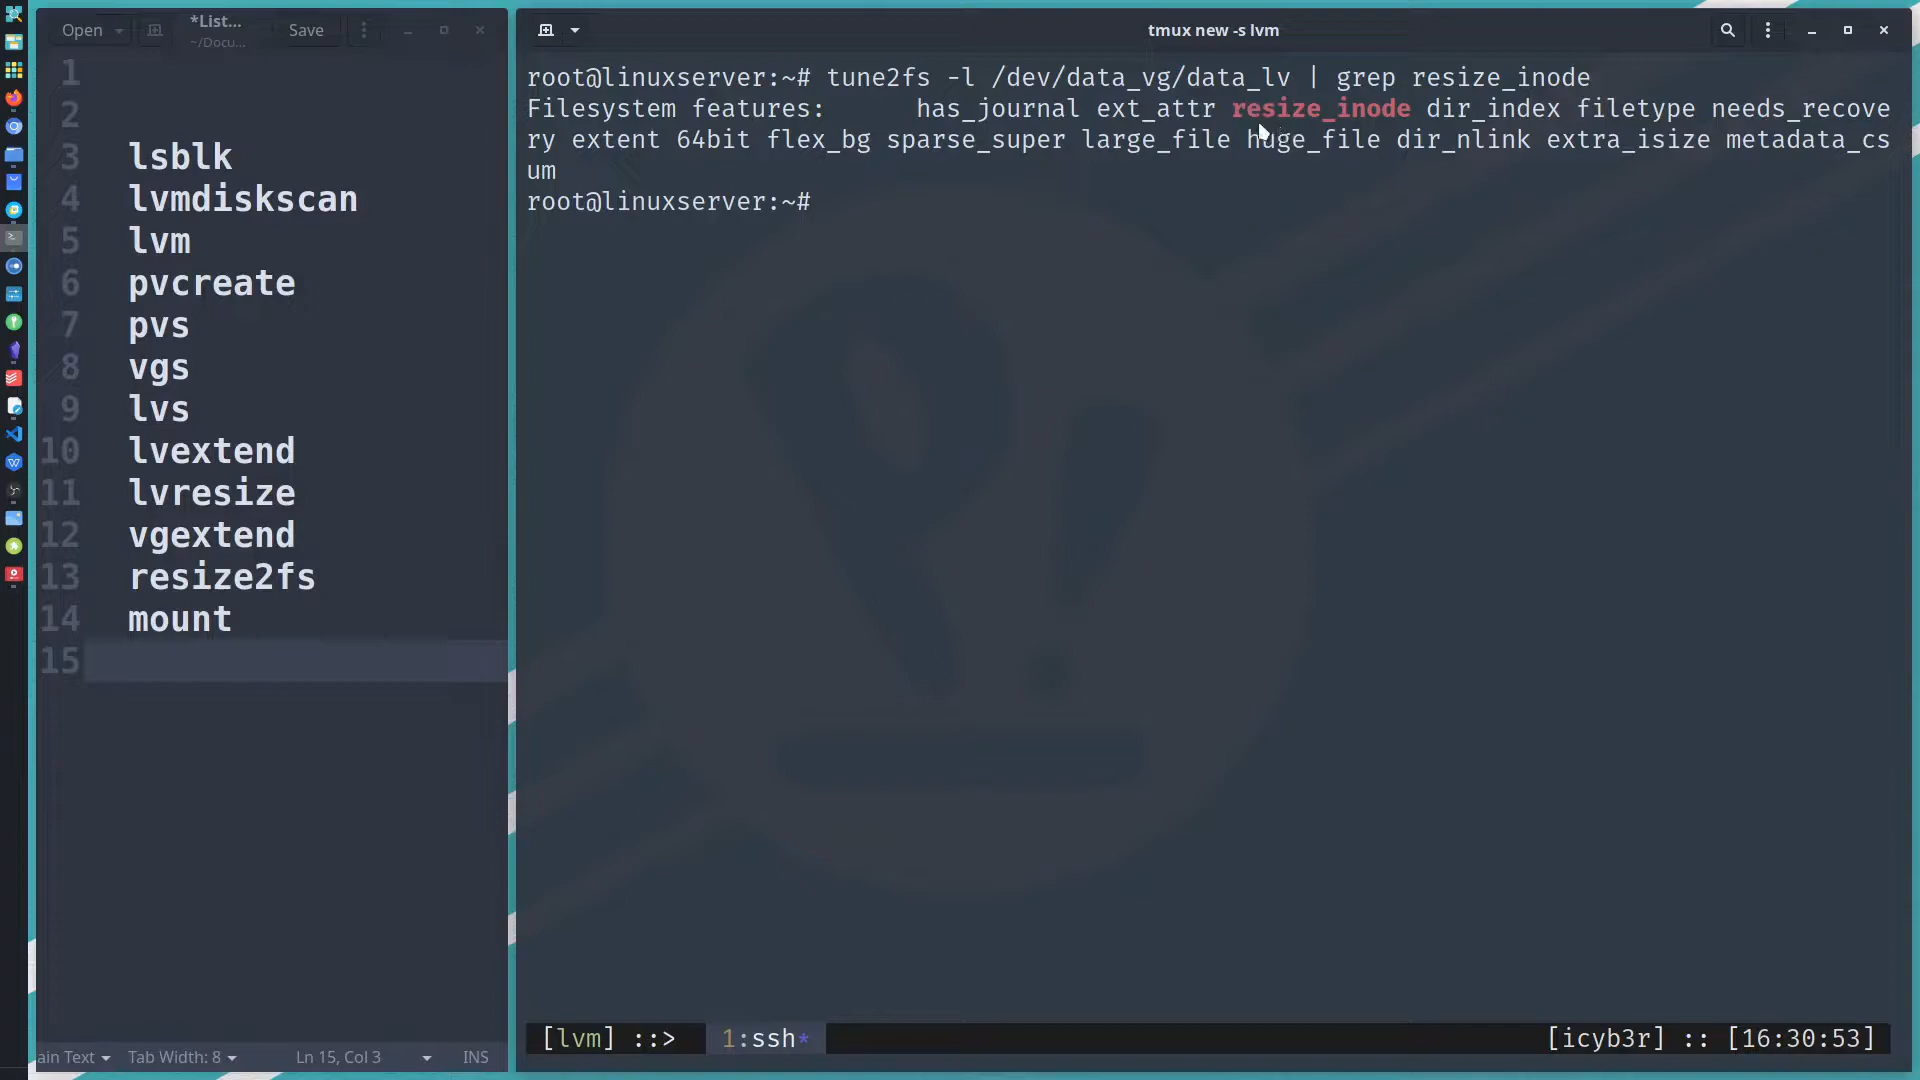 Open
*List...
~/Docu...
Save
1
2
3 lsblk
4 lvmdiskscan
5 lvm
6 pvcreate
7 pvs
8 vgs
9 lvs
10 lvextend
11 lvresize
12 vgextend
13 resize2fs
14 mount
15
ain Text
Tab Width: 8
Ln 15, Col 3
INS
tmux new -s lvm
root@linuxserver:~# tune2fs -l /dev/data_vg/data_lv | grep resize_inode
Filesystem features:      has_journal ext_attr resize_inode dir_index filetype needs_recove
ry extent 64bit flex_bg sparse_super large_file huge_file dir_nlink extra_isize metadata_cs
um
root@linuxserver:~#
[lvm] ::> 1:ssh* [icyb3r] :: [16:30:53]